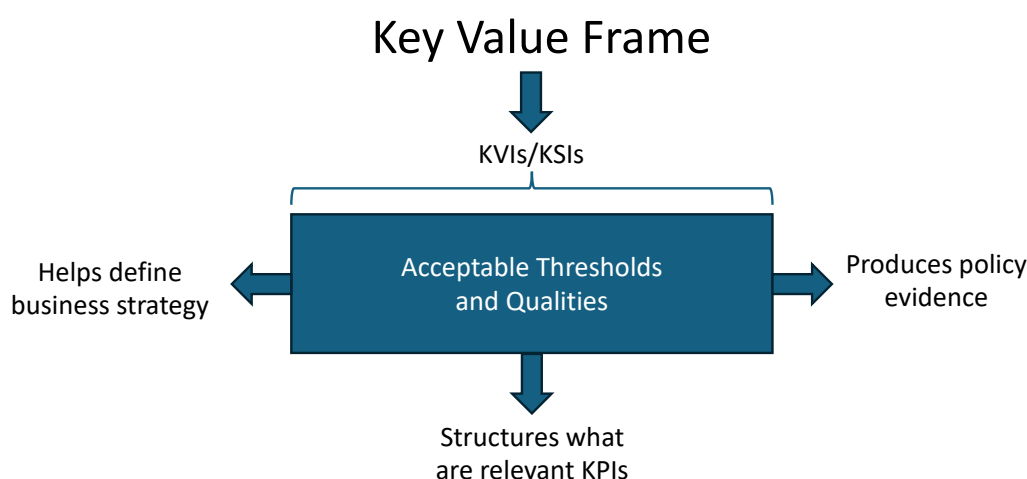 Key Value Frame
KVIs/KSIs
Acceptable Thresholds
and Qualities
Helps define
business strategy
Produces policy
evidence
Structures what
are relevant KPIs